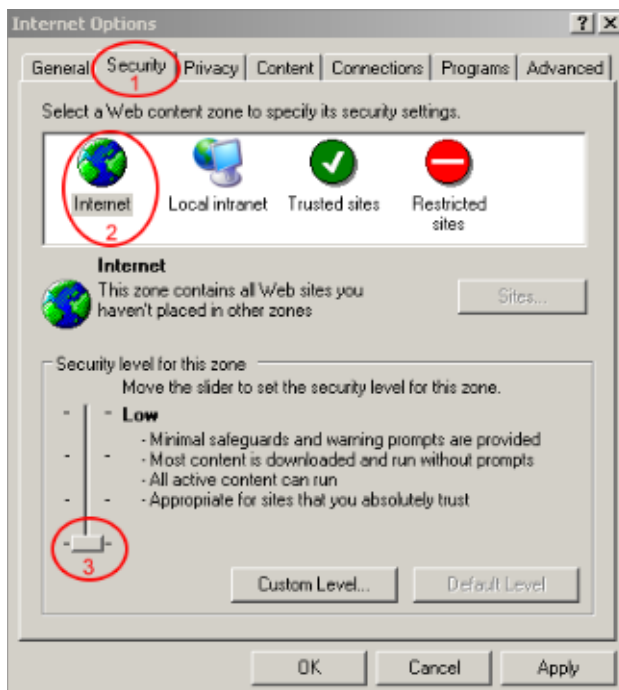 Internet Options
General Security Privacy Content Connections Programs Advanced
1
Select a Web content zone to specify its security settings.
Internet Local intranet Trusted sites Restricted
sites
2
Internet
This zone contains all Web sites you
haven't placed in other zones
Sites...
Security level for this zone
Move the slider to set the security level for this zone.
Low
- Minimal safeguards and warning prompts are provided
- Most content is downloaded and run without prompts
- All active content can run
- Appropriate for sites that you absolutely trust
3
Custom Level... Default Level
OK Cancel Apply